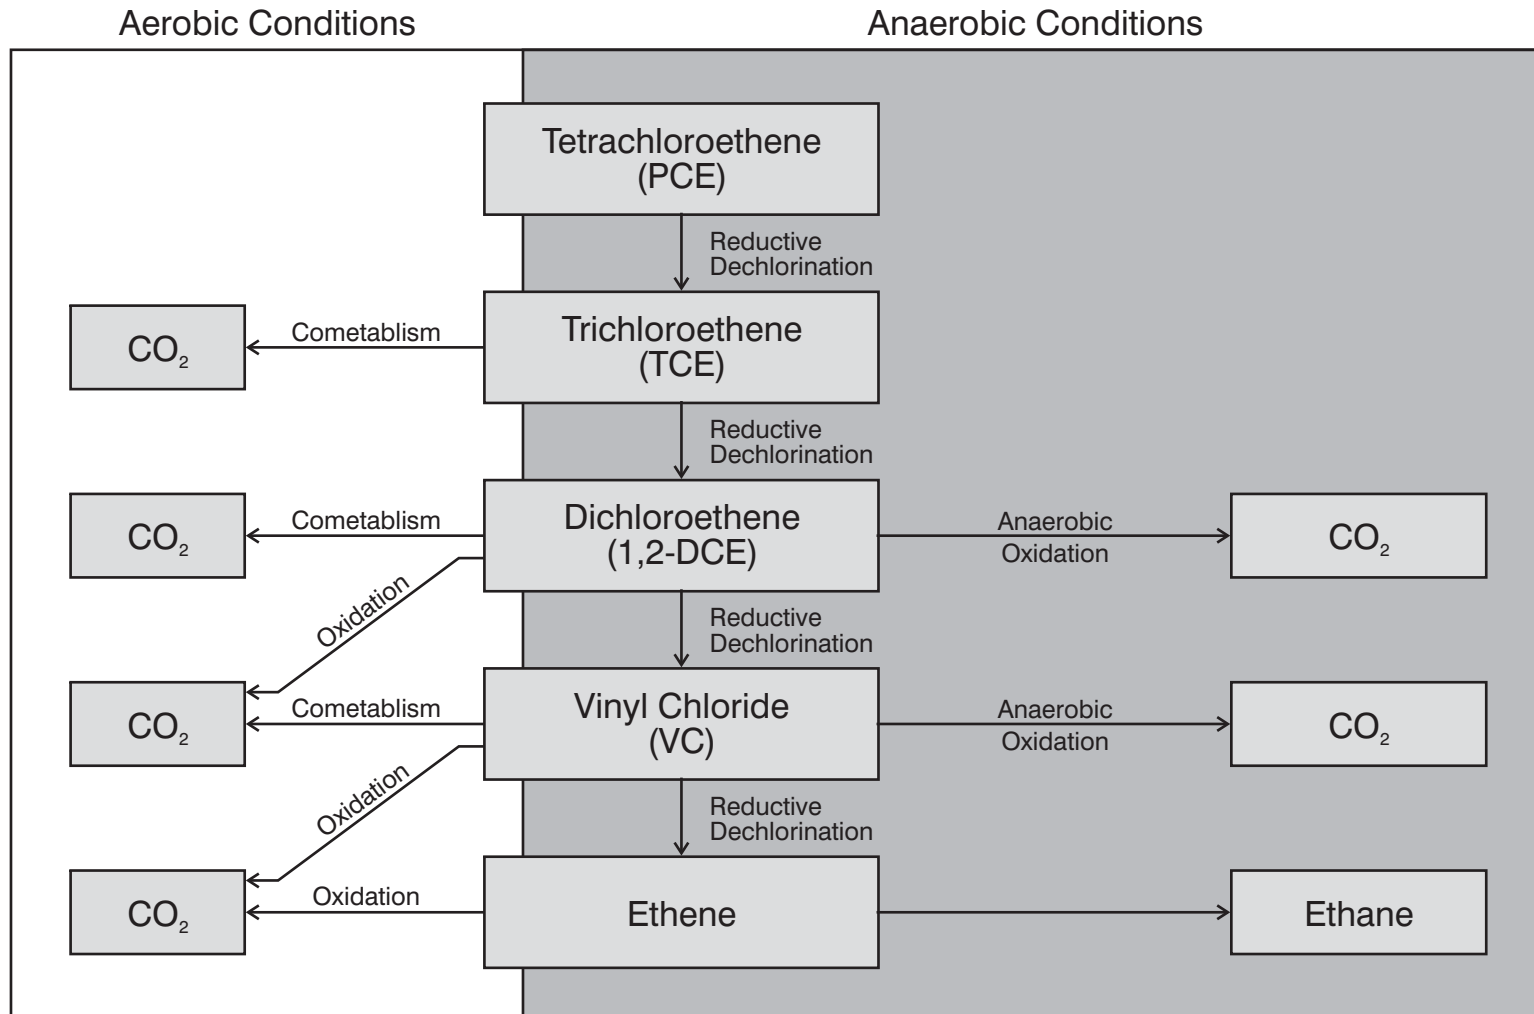 Aerobic Conditions
Anaerobic Conditions
Tetrachloroethene
(PCE)
Reductive
Dechlorination
CO₂
Cometablism
Trichloroethene
(TCE)
Reductive
Dechlorination
CO₂
Cometablism
Dichloroethene
(1,2-DCE)
Anaerobic
Oxidation
CO₂
Oxidation
Reductive
Dechlorination
CO₂
Cometablism
Vinyl Chloride
(VC)
Anaerobic
Oxidation
CO₂
Oxidation
Reductive
Dechlorination
CO₂
Oxidation
Ethene
Ethane